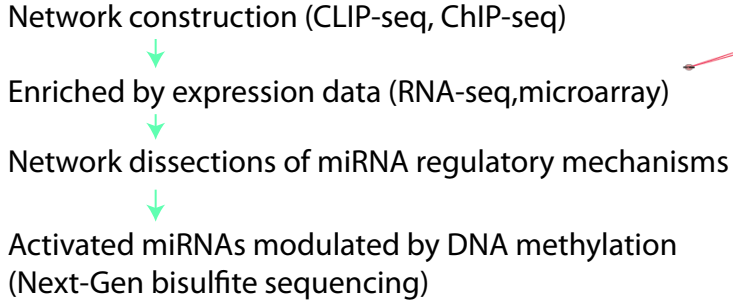 Network construction (CLIP-seq, ChIP-seq)
Enriched by expression data (RNA-seq,microarray)
Network dissections of miRNA regulatory mechanisms
Activated miRNAs modulated by DNA methylation
(Next-Gen bisulfite sequencing)